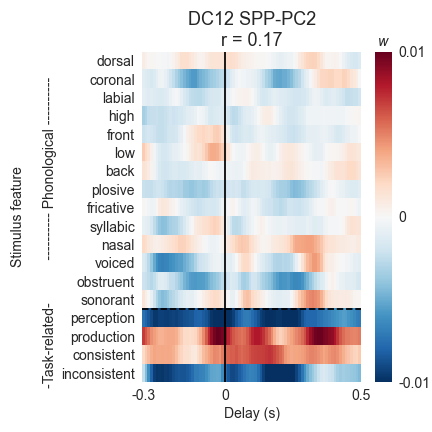 DC12 SPP-PC2
r = 0.17
w
dorsal
coronal
labial
high
front
low
back
plosive
fricative
syllabic
nasal
voiced
obstruent
sonorant
perception
production
consistent
inconsistent
Stimulus feature
-Task-related- ---------- Phonological ----------
0.01
0
-0.01
-0.3 0 0.5
Delay (s)